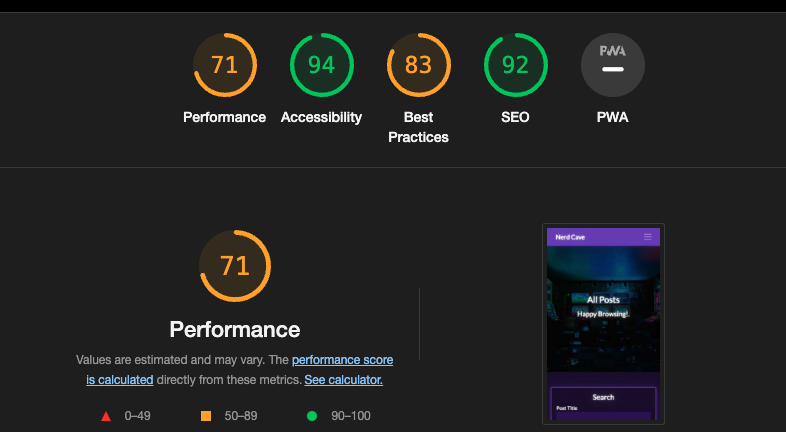 71
94
83
92
PWA
Performance
Accessibility
Best
Practices
SEO
PWA
71
Performance
Values are estimated and may vary. The performance score
is calculated directly from these metrics. See calculator.
0–49
50–89
90–100
Nerd Cave
All Posts
Happy Browsing!
Search
Post Title